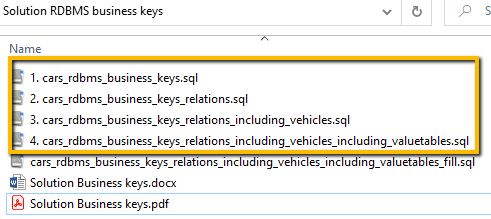 Solution RDBMS business keys
Name
1. cars_rdbms_business_keys.sql
2. cars_rdbms_business_keys_relations.sql
3. cars_rdbms_business_keys_relations_including_vehicles.sql
4. cars_rdbms_business_keys_relations_including_vehicles_including_valuetables.sql
cars_rdbms_business_keys_relations_including_vehicles_including_valuetables_fill.sql
Solution Business keys.docx
Solution Business keys.pdf